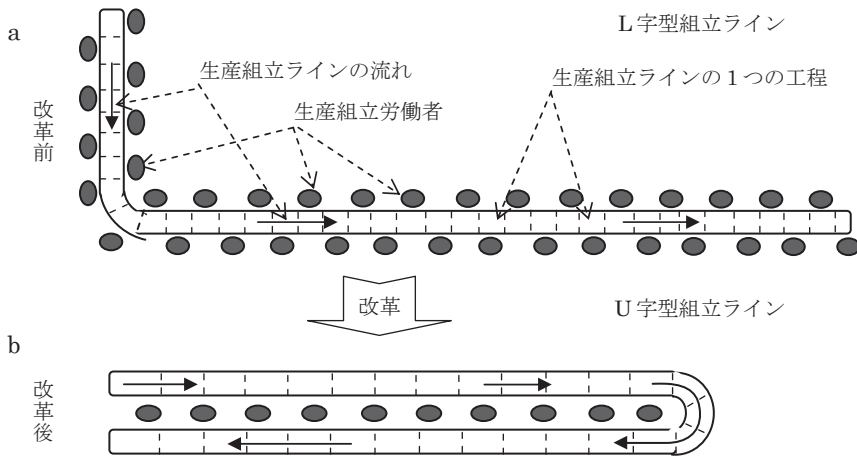 a
L字型組立ライン
生産組立ラインの流れ
生産組立ラインの1つの工程
生産組立労働者
改革前
改革
U字型組立ライン
b
改革後